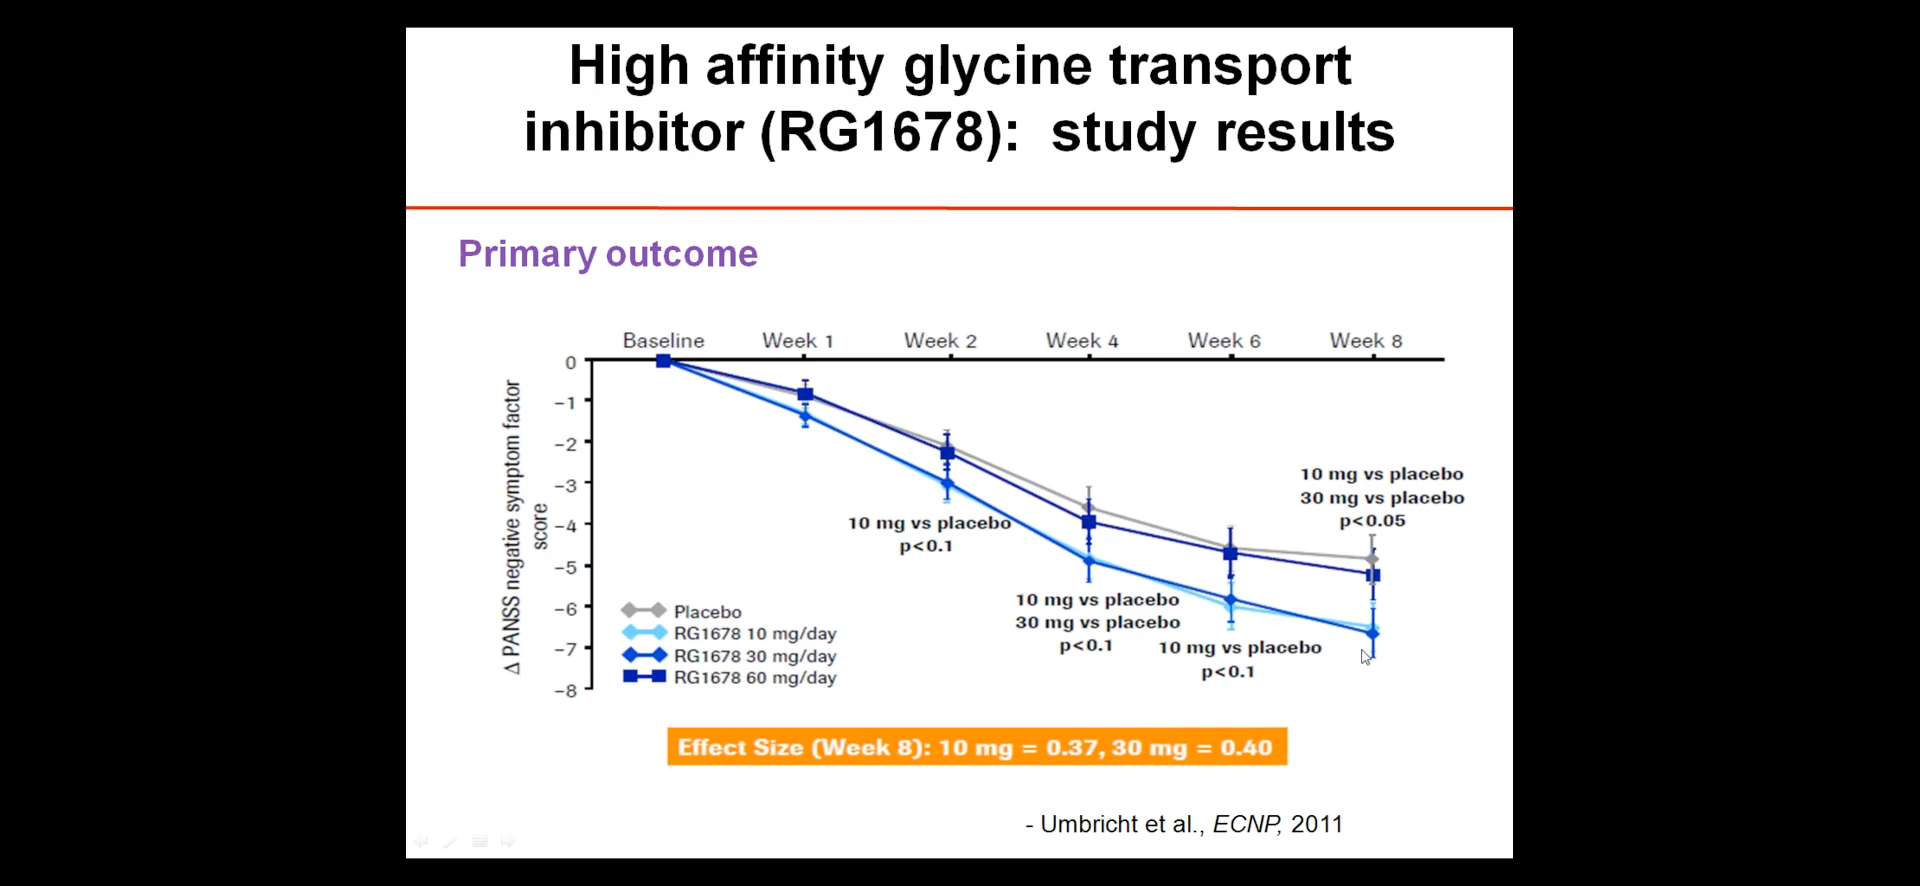 High affinity glycine transport
inhibitor (RG1678): study results
Primary outcome
Baseline Week 1 Week 2 Week 4 Week 6 Week 8
0
−1
−2
−3
−4
−5
−6
−7
−8
Δ PANSS negative symptom factor
score
10 mg vs placebo
30 mg vs placebo
p<0.05
10 mg vs placebo
p<0.1
10 mg vs placebo
30 mg vs placebo
p<0.1
10 mg vs placebo
p<0.1
Placebo
RG1678 10 mg/day
RG1678 30 mg/day
RG1678 60 mg/day
Effect Size (Week 8): 10 mg = 0.37, 30 mg = 0.40
- Umbricht et al., ECNP, 2011